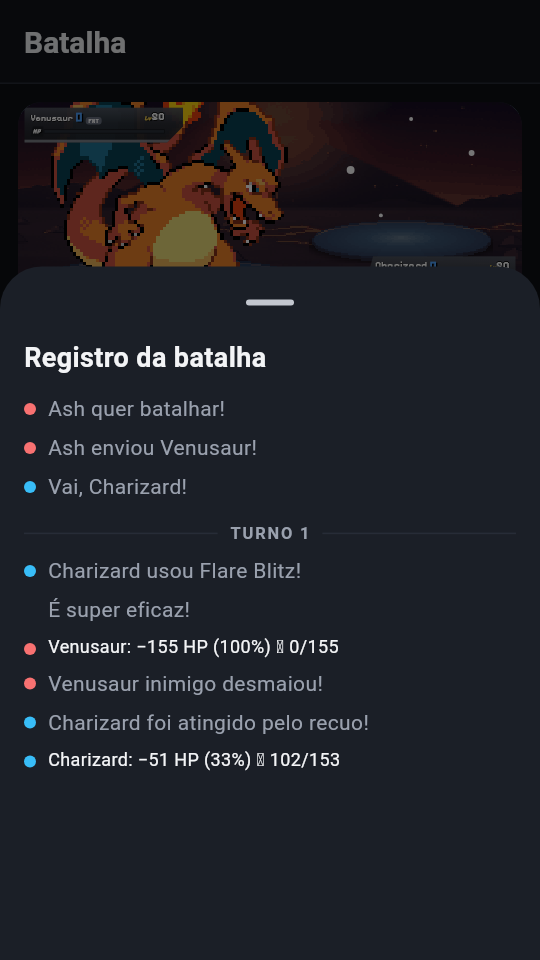 Batalha
Venusaur
Lv80
HP
Registro da batalha
Ash quer batalhar!
Ash enviou Venusaur!
Vai, Charizard!
TURNO 1
Charizard usou Flare Blitz!
É super eficaz!
Venusaur: −155 HP (100%) 0/155
Venusaur inimigo desmaiou!
Charizard foi atingido pelo recuo!
Charizard: −51 HP (33%) 102/153